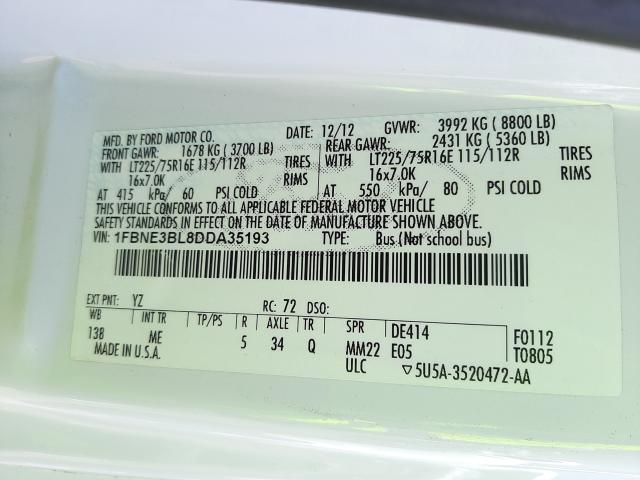 MFD. BY FORD MOTOR CO. DATE: 12/12 GVWR: 3992 KG ( 8800 LB)
FRONT GAWR: 1678 KG ( 3700 LB) REAR GAWR: 2431 KG ( 5360 LB)
WITH LT225/75R16E 115/112R TIRES WITH LT225/75R16E 115/112R TIRES
16x7.0K RIMS 16x7.0K RIMS
AT 415 kPa/ 60 PSI COLD AT 550 kPa/ 80 PSI COLD
THIS VEHICLE CONFORMS TO ALL APPLICABLE FEDERAL MOTOR VEHICLE
SAFETY STANDARDS IN EFFECT ON THE DATE OF MANUFACTURE SHOWN ABOVE.
VIN: 1FBNE3BL8DDA35193 TYPE: Bus (Not school bus)
EXT PNT: YZ RC: 72 DSO:
WB INT TR TP/PS R AXLE TR SPR DE414 F0112
138 ME 5 34 Q MM22 E05 T0805
MADE IN U.S.A. ULC ▽5U5A-3520472-AA